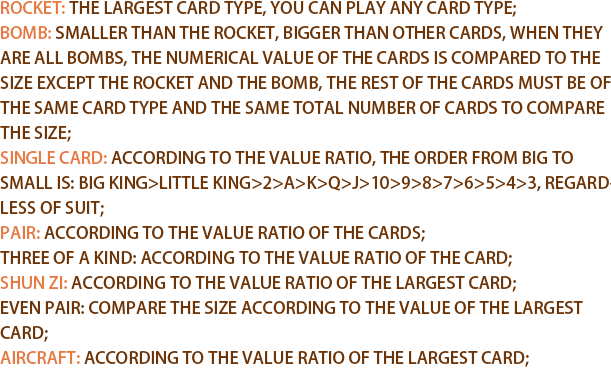 ROCKET: THE LARGEST CARD TYPE, YOU CAN PLAY ANY CARD TYPE;
BOMB: SMALLER THAN THE ROCKET, BIGGER THAN OTHER CARDS, WHEN THEY
ARE ALL BOMBS, THE NUMERICAL VALUE OF THE CARDS IS COMPARED TO THE
SIZE EXCEPT THE ROCKET AND THE BOMB, THE REST OF THE CARDS MUST BE OF
THE SAME CARD TYPE AND THE SAME TOTAL NUMBER OF CARDS TO COMPARE
THE SIZE;
SINGLE CARD: ACCORDING TO THE VALUE RATIO, THE ORDER FROM BIG TO
SMALL IS: BIG KING>LITTLE KING>2>A>K>Q>J>10>9>8>7>6>5>4>3, REGARD-
LESS OF SUIT;
PAIR: ACCORDING TO THE VALUE RATIO OF THE CARDS;
THREE OF A KIND: ACCORDING TO THE VALUE RATIO OF THE CARD;
SHUN ZI: ACCORDING TO THE VALUE RATIO OF THE LARGEST CARD;
EVEN PAIR: COMPARE THE SIZE ACCORDING TO THE VALUE OF THE LARGEST
CARD;
AIRCRAFT: ACCORDING TO THE VALUE RATIO OF THE LARGEST CARD;